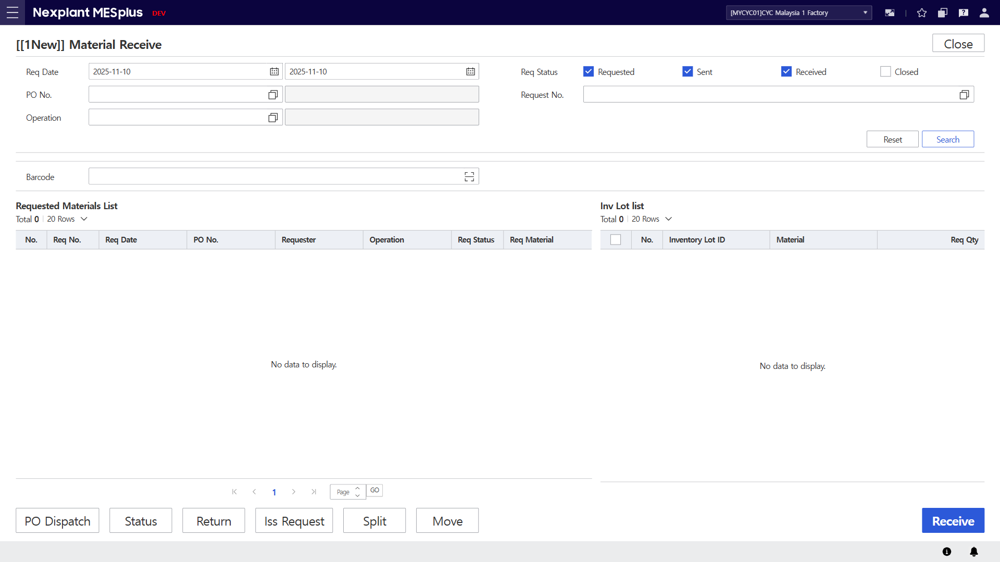 Nexplant MESplus DEV
[MYCYC01]CYC Malaysia 1 Factory
[[1New]] Material Receive
Close
Req Date 2025-11-10 2025-11-10
Req Status Requested Sent Received Closed
PO No.
Request No.
Operation
Reset Search
Barcode
Requested Materials List
Total 0 20 Rows
No. Req No. Req Date PO No. Requester Operation Req Status Req Material
No data to display.
1 Page GO
Inv Lot list
Total 0 20 Rows
No. Inventory Lot ID Material Req Qty
No data to display.
PO Dispatch Status Return Iss Request Split Move Receive